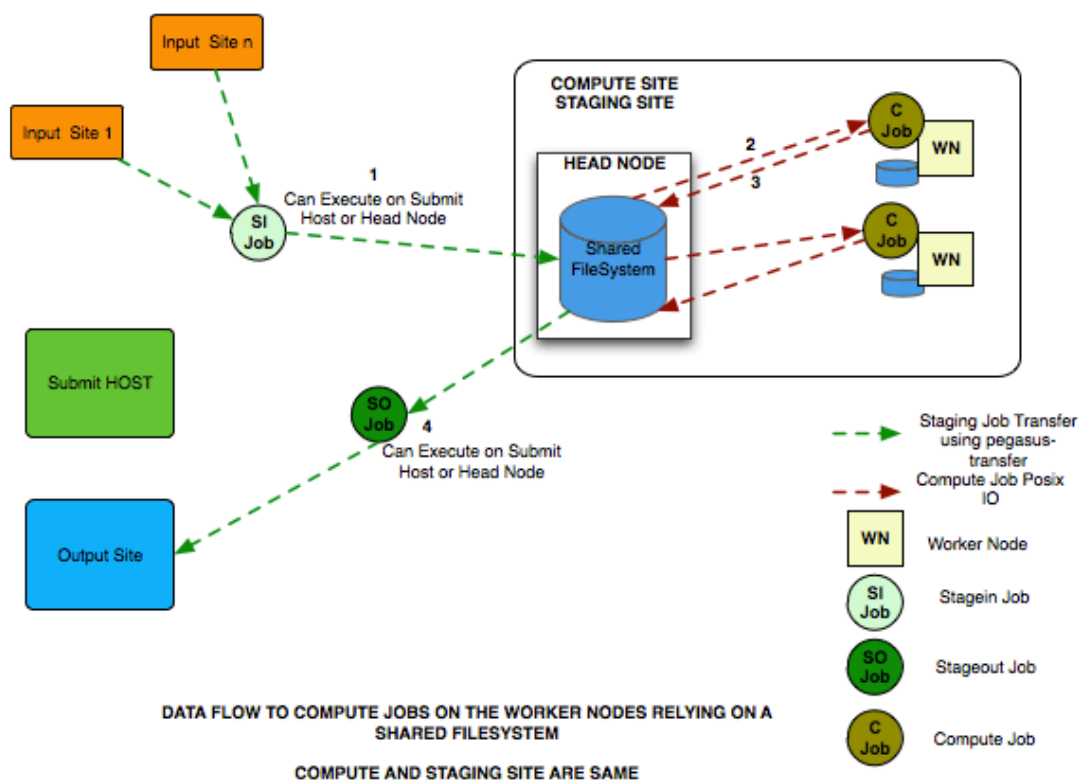 Input  Site n
Input  Site 1
SI
Job
1
Can Execute on Submit
Host or Head Node
COMPUTE SITE
STAGING SITE
HEAD NODE
Shared
FileSystem
2
3
C
Job
WN
C
Job
WN
Submit HOST
SO
Job
4
Can Execute on Submit
Host or Head Node
Output Site
Staging Job Transfer
using pegasus-
transfer
Compute Job Posix
IO
WN
Worker Node
SI
Job
Stagein Job
SO
Job
Stageout Job
C
Job
Compute Job
DATA FLOW TO COMPUTE JOBS ON THE WORKER NODES RELYING ON A
SHARED FILESYSTEM
COMPUTE AND STAGING SITE ARE SAME